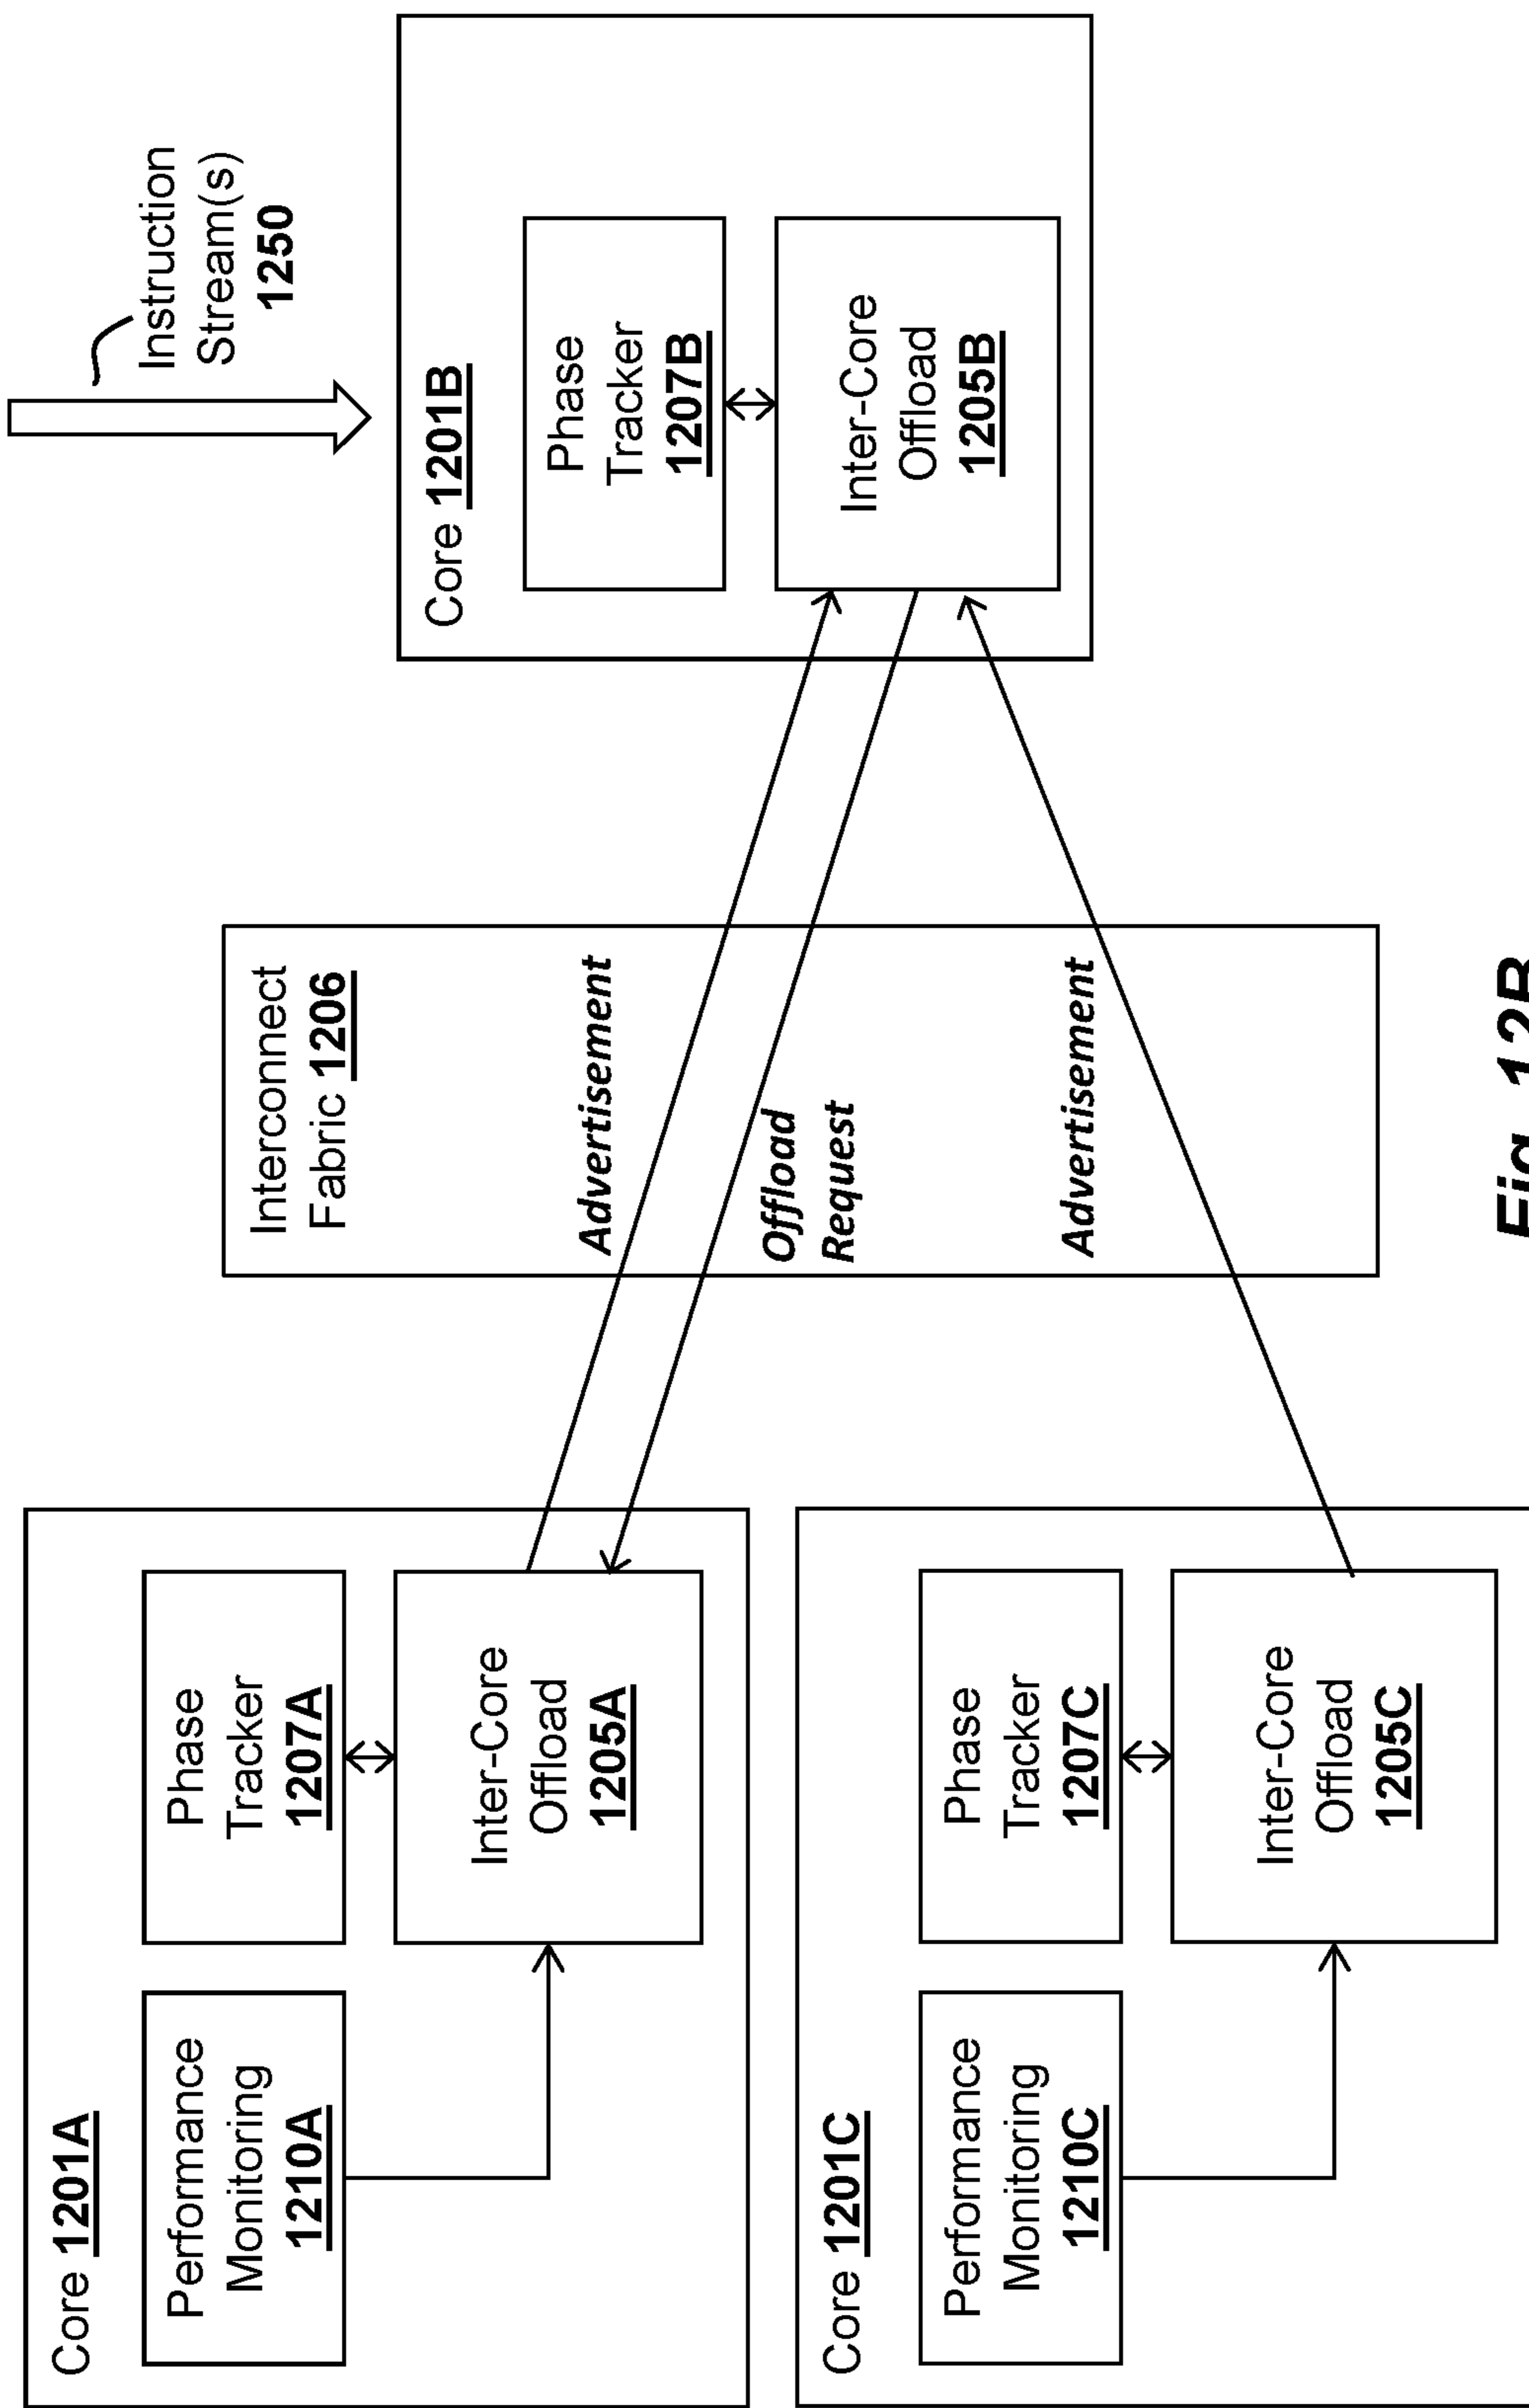 Core 1201A
Performance
Monitoring
1210A
Phase
Tracker
1207A
Inter-Core
Offload
1205A
Core 1201C
Performance
Monitoring
1210C
Phase
Tracker
1207C
Inter-Core
Offload
1205C
Interconnect
Fabric 1206
Advertisement
Offload
Request
Advertisement
Instruction
Stream(s)
1250
Core 1201B
Phase
Tracker
1207B
Inter-Core
Offload
1205B
Fig. 12B